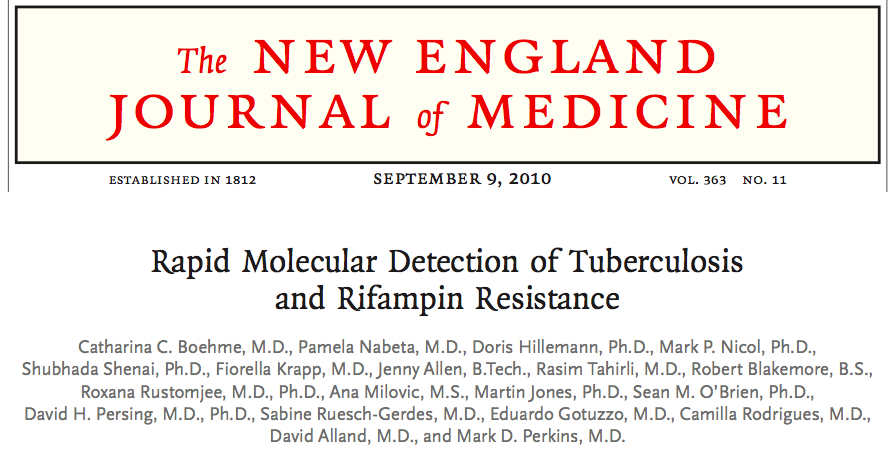 The NEW ENGLAND
JOURNAL of MEDICINE
ESTABLISHED IN 1812 SEPTEMBER 9, 2010 VOL. 363 NO. 11
Rapid Molecular Detection of Tuberculosis
and Rifampin Resistance
Catharina C. Boehme, M.D., Pamela Nabeta, M.D., Doris Hillemann, Ph.D., Mark P. Nicol, Ph.D.,
Shubhada Shenai, Ph.D., Fiorella Krapp, M.D., Jenny Allen, B.Tech., Rasim Tahirli, M.D., Robert Blakemore, B.S.,
Roxana Rustomjee, M.D., Ph.D., Ana Milovic, M.S., Martin Jones, Ph.D., Sean M. O'Brien, Ph.D.,
David H. Persing, M.D., Ph.D., Sabine Ruesch-Gerdes, M.D., Eduardo Gotuzzo, M.D., Camilla Rodrigues, M.D.,
David Alland, M.D., and Mark D. Perkins, M.D.